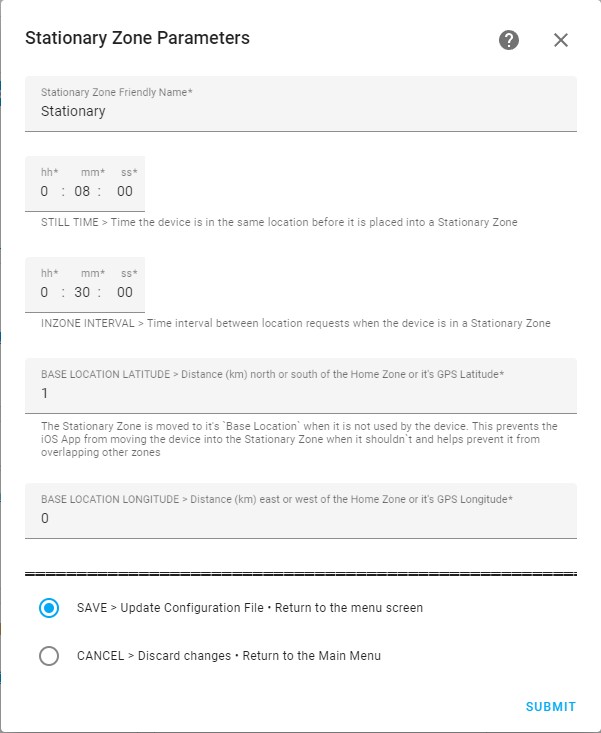 Stationary Zone Parameters
Stationary Zone Friendly Name*
Stationary
hh* mm* ss*
0 : 08 : 00
STILL TIME > Time the device is in the same location before it is placed into a Stationary Zone
hh* mm* ss*
0 : 30 : 00
INZONE INTERVAL > Time interval between location requests when the device is in a Stationary Zone
BASE LOCATION LATITUDE > Distance (km) north or south of the Home Zone or it's GPS Latitude*
1
The Stationary Zone is moved to it's `Base Location` when it is not used by the device. This prevents the
iOS App from moving the device into the Stationary Zone when it shouldn`t and helps prevent it from
overlapping other zones
BASE LOCATION LONGITUDE > Distance (km) east or west of the Home Zone or it's GPS Longitude*
0
SAVE > Update Configuration File • Return to the menu screen
CANCEL > Discard changes • Return to the Main Menu
SUBMIT